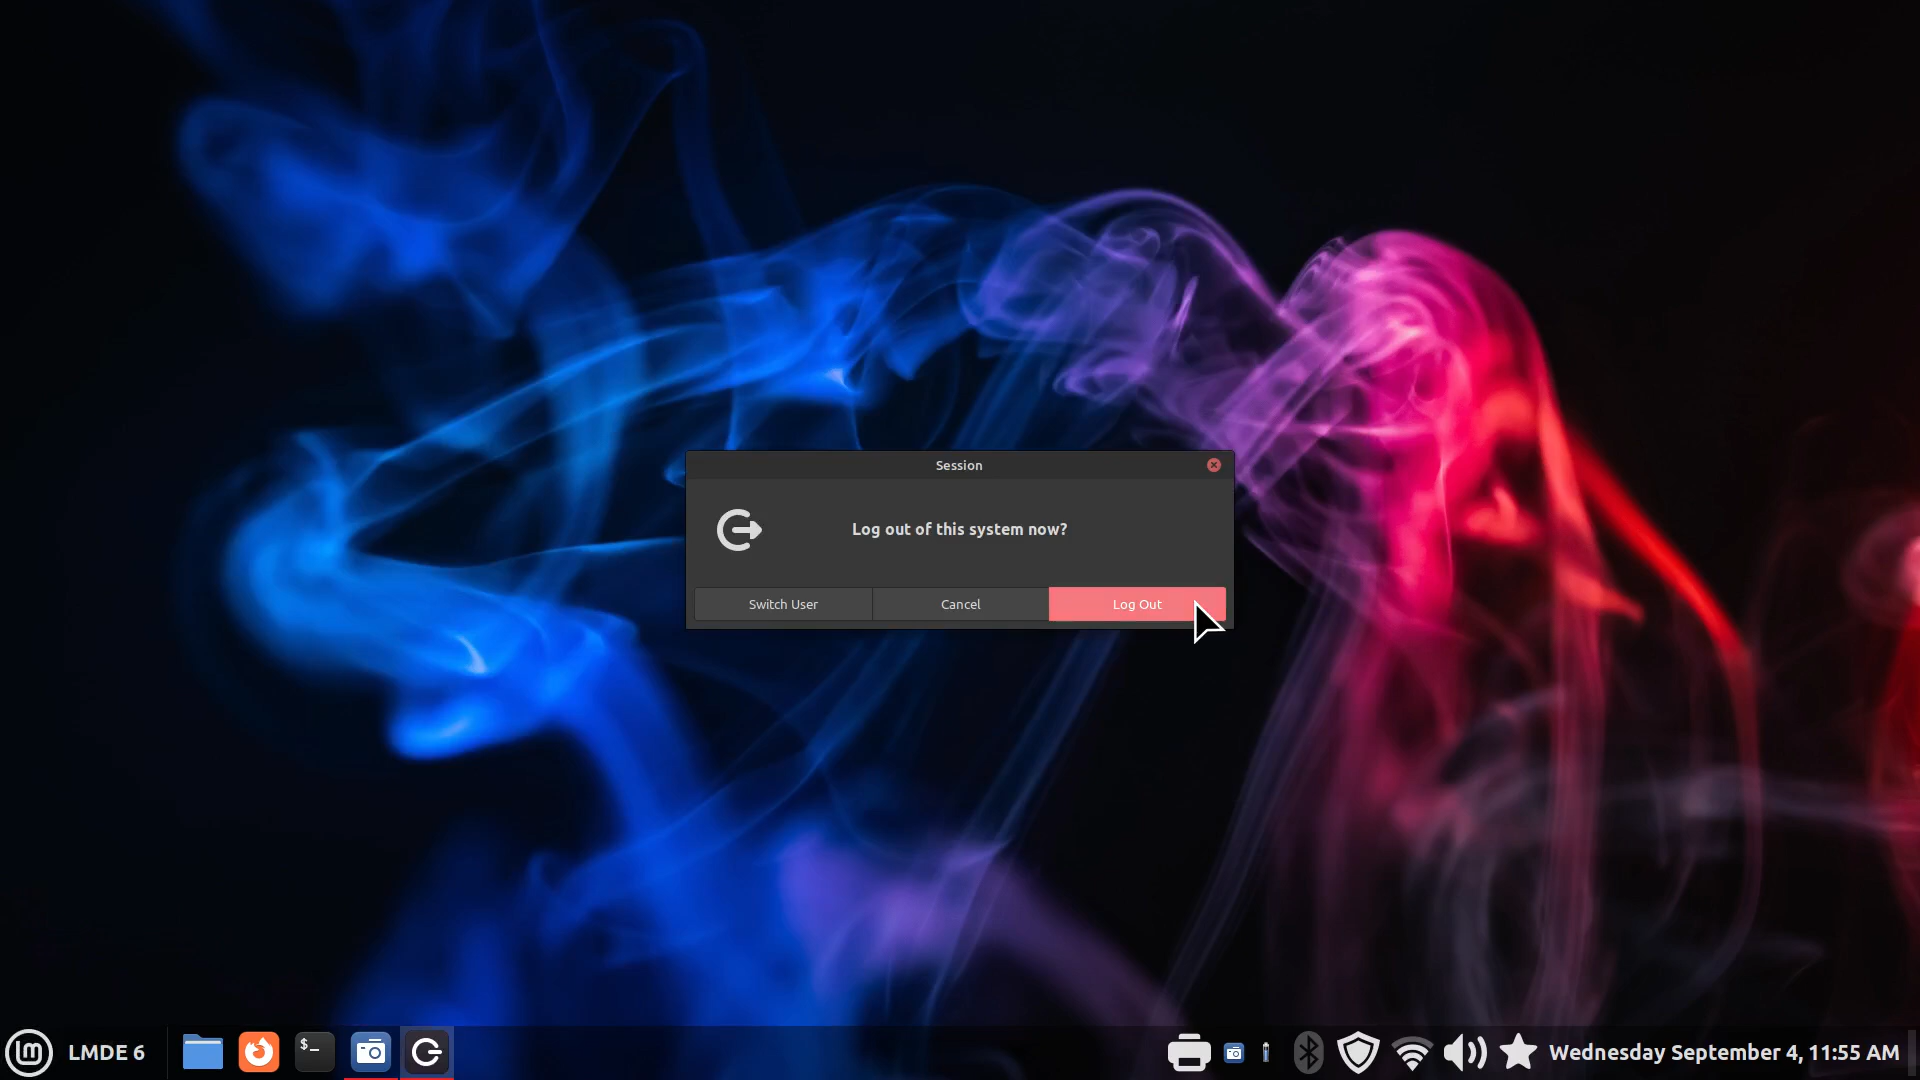 Session
Log out of this system now?
Switch User
Cancel
Log Out
LMDE 6
$_
Wednesday September 4, 11:55 AM